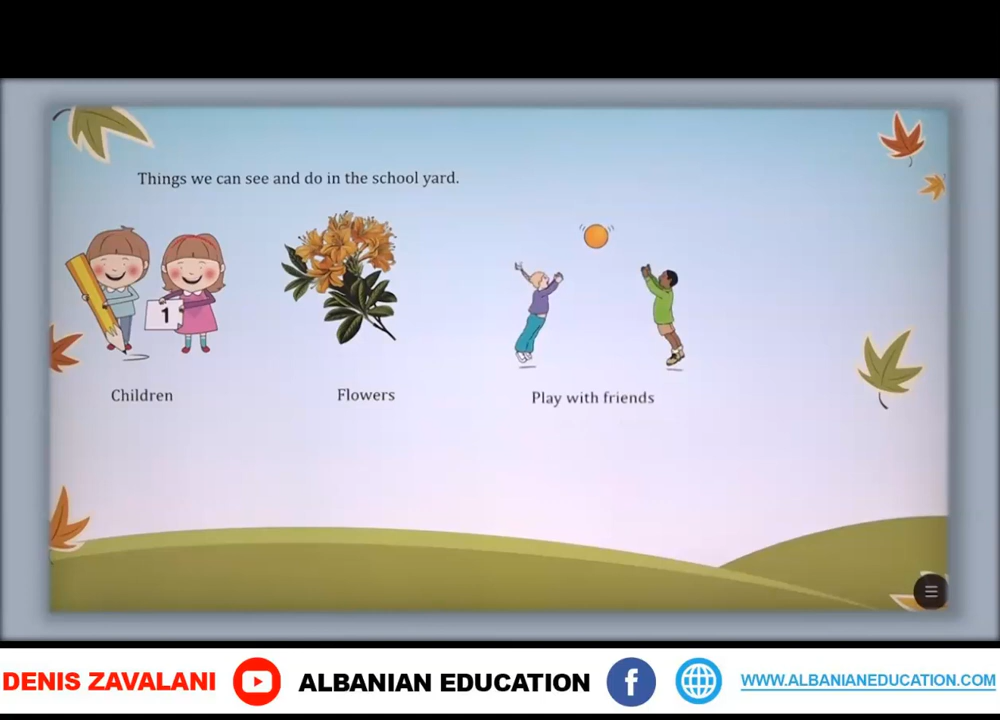 Things we can see and do in the school yard.
1
Children
Flowers
Play with friends
DENIS ZAVALANI
ALBANIAN EDUCATION
f
WWW.ALBANIANEDUCATION.COM